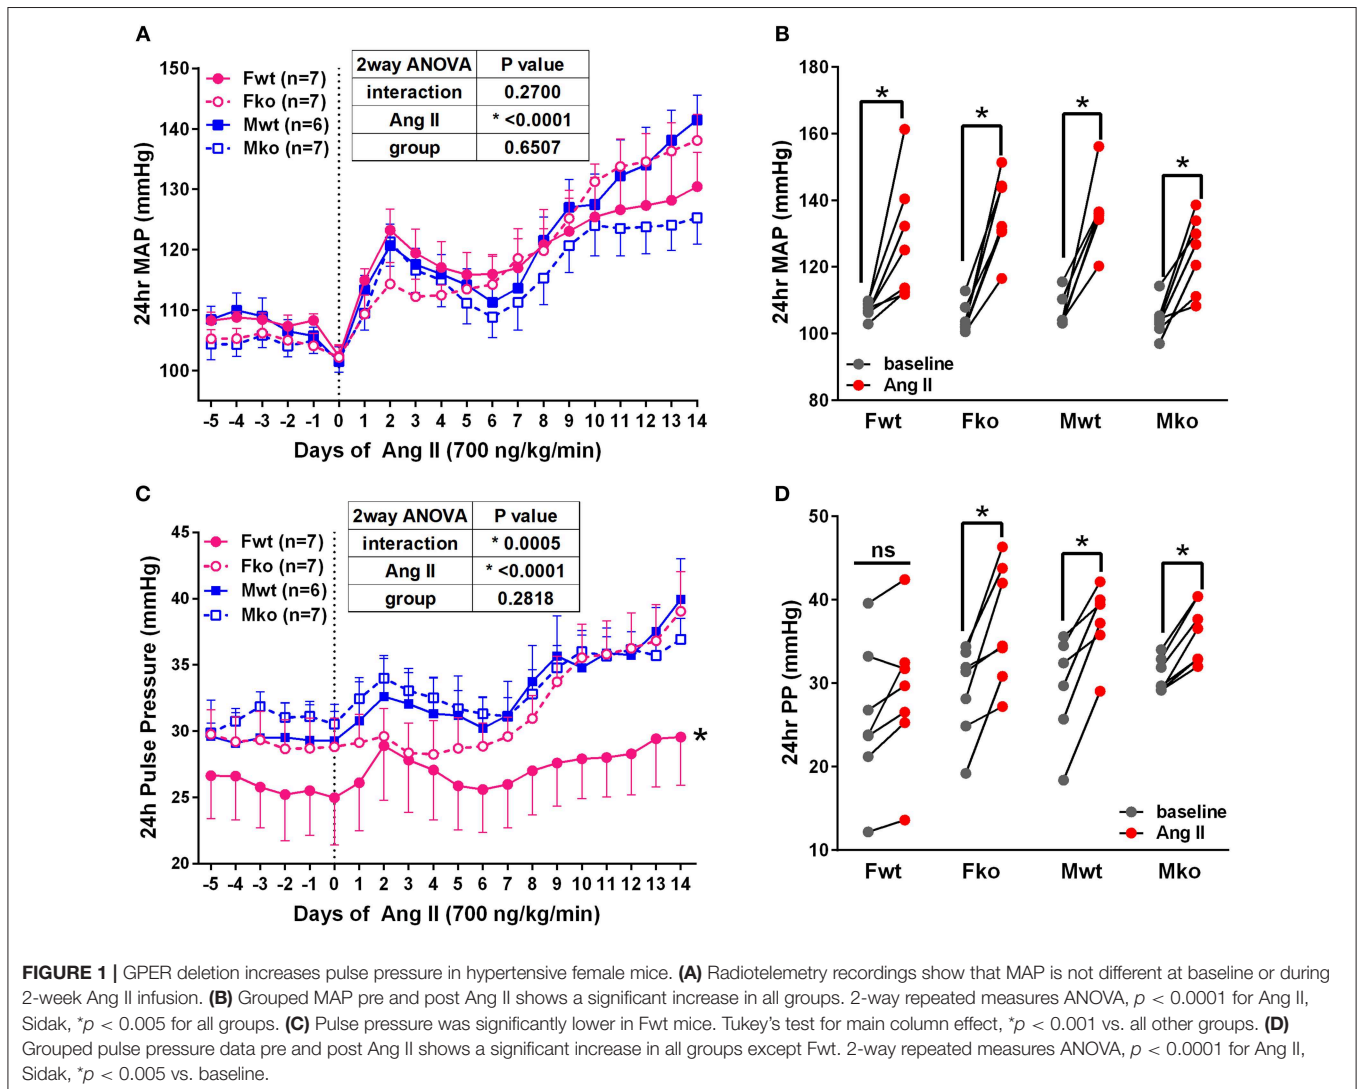 A
150
140
130
120
110
100
24hr MAP (mmHg)
Fwt (n=7)
Fko (n=7)
Mwt (n=6)
Mko (n=7)
2way ANOVA P value
interaction 0.2700
Ang II * <0.0001
group 0.6507
-5 -4 -3 -2 -1 0 1 2 3 4 5 6 7 8 9 10 11 12 13 14
Days of Ang II (700 ng/kg/min)
B
180
160
140
120
100
80
24hr MAP (mmHg)
* * * *
baseline
Ang II
Fwt Fko Mwt Mko
C
45
40
35
30
25
20
24h Pulse Pressure (mmHg)
Fwt (n=7)
Fko (n=7)
Mwt (n=6)
Mko (n=7)
2way ANOVA P value
interaction * 0.0005
Ang II * <0.0001
group 0.2818
*
-5 -4 -3 -2 -1 0 1 2 3 4 5 6 7 8 9 10 11 12 13 14
Days of Ang II (700 ng/kg/min)
D
50
40
30
20
10
24hr PP (mmHg)
ns * * *
baseline
Ang II
Fwt Fko Mwt Mko
FIGURE 1 | GPER deletion increases pulse pressure in hypertensive female mice. (A) Radiotelemetry recordings show that MAP is not different at baseline or during
2-week Ang II infusion. (B) Grouped MAP pre and post Ang II shows a significant increase in all groups. 2-way repeated measures ANOVA, p < 0.0001 for Ang II,
Sidak, *p < 0.005 for all groups. (C) Pulse pressure was significantly lower in Fwt mice. Tukey's test for main column effect, *p < 0.001 vs. all other groups. (D)
Grouped pulse pressure data pre and post Ang II shows a significant increase in all groups except Fwt. 2-way repeated measures ANOVA, p < 0.0001 for Ang II,
Sidak, *p < 0.005 vs. baseline.